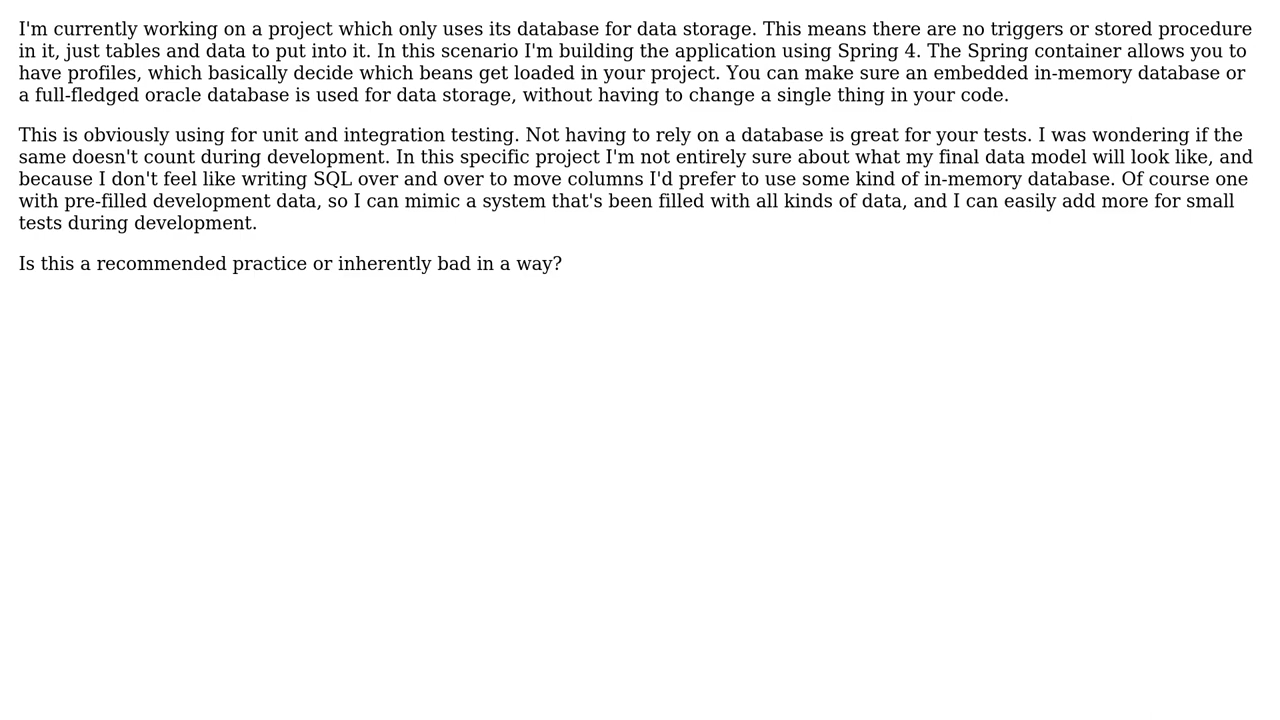 I'm currently working on a project which only uses its database for data storage. This means there are no triggers or stored procedure
in it, just tables and data to put into it. In this scenario I'm building the application using Spring 4. The Spring container allows you to
have profiles, which basically decide which beans get loaded in your project. You can make sure an embedded in-memory database or
a full-fledged oracle database is used for data storage, without having to change a single thing in your code.
This is obviously using for unit and integration testing. Not having to rely on a database is great for your tests. I was wondering if the
same doesn't count during development. In this specific project I'm not entirely sure about what my final data model will look like, and
because I don't feel like writing SQL over and over to move columns I'd prefer to use some kind of in-memory database. Of course one
with pre-filled development data, so I can mimic a system that's been filled with all kinds of data, and I can easily add more for small
tests during development.
Is this a recommended practice or inherently bad in a way?